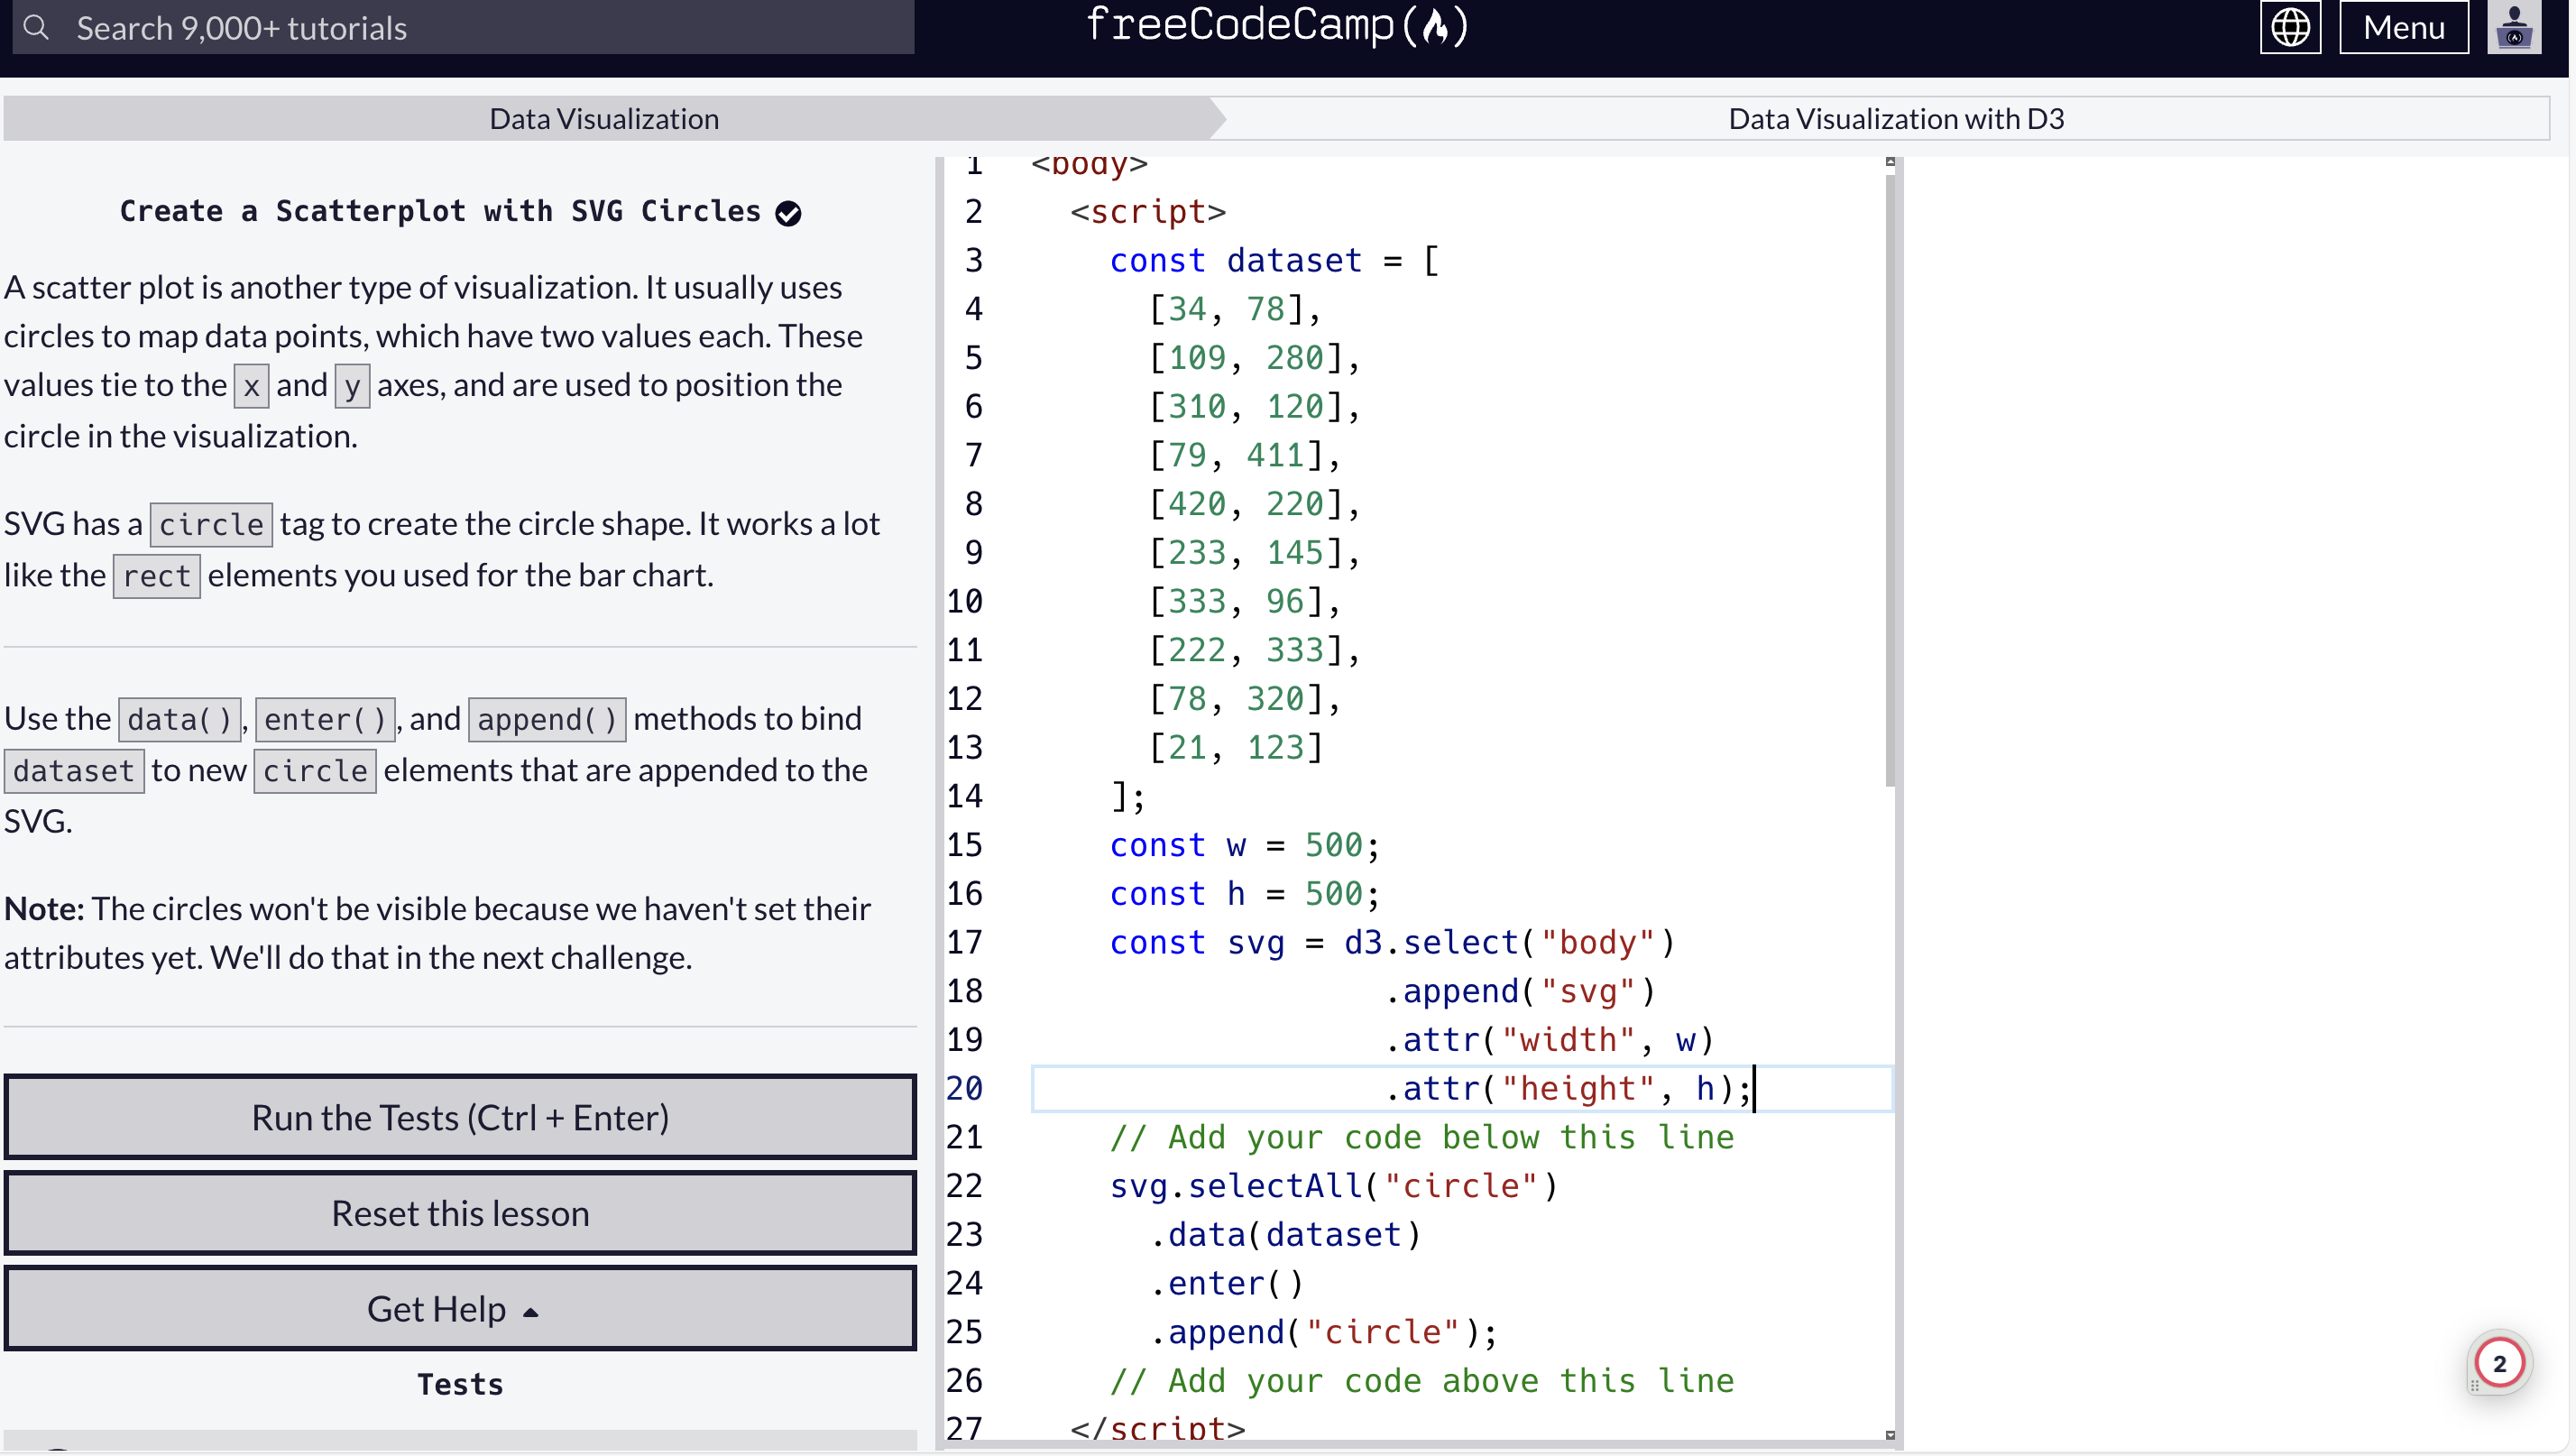 Search 9,000+ tutorials
freeCodeCamp
Menu
Data Visualization
Data Visualization with D3
Create a Scatterplot with SVG Circles
A scatter plot is another type of visualization. It usually uses
circles to map data points, which have two values each. These
values tie to the x and y axes, and are used to position the
circle in the visualization.
SVG has a circle tag to create the circle shape. It works a lot
like the rect elements you used for the bar chart.
Use the data(), enter(), and append() methods to bind
dataset to new circle elements that are appended to the
SVG.
Note: The circles won't be visible because we haven't set their
attributes yet. We'll do that in the next challenge.
Run the Tests (Ctrl + Enter)
Reset this lesson
Get Help
Tests
1 <body>
2 <script>
3 const dataset = [
4 [34, 78],
5 [109, 280],
6 [310, 120],
7 [79, 411],
8 [420, 220],
9 [233, 145],
10 [333, 96],
11 [222, 333],
12 [78, 320],
13 [21, 123]
14 ];
15 const w = 500;
16 const h = 500;
17 const svg = d3.select("body")
18 .append("svg")
19 .attr("width", w)
20 .attr("height", h);
21 // Add your code below this line
22 svg.selectAll("circle")
23 .data(dataset)
24 .enter()
25 .append("circle");
26 // Add your code above this line
27 </script>
2